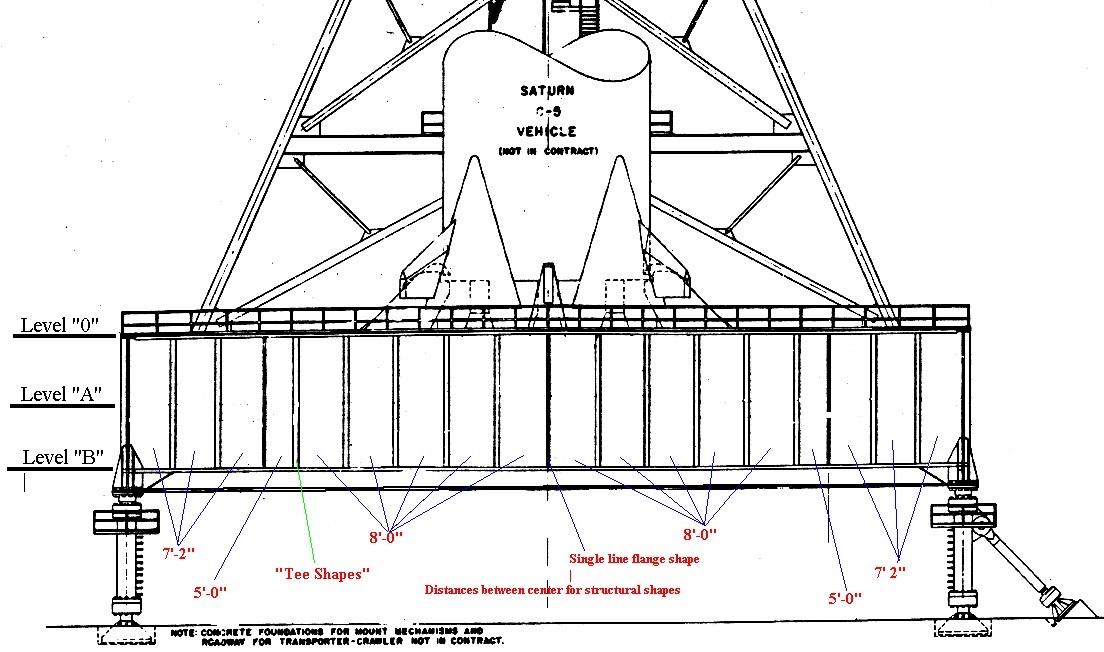 SATURN
C-5
VEHICLE
(NOT IN CONTRACT)
Level "0"
Level "A"
Level "B"
7'-2"
5'-0"
"Tee Shapes"
8'-0"
8'-0"
Single line flange shape
Distances between center for structural shapes
7' 2"
5'-0"
NOTE: CONCRETE FOUNDATIONS FOR MOUNT MECHANISMS AND
ROADWAY FOR TRANSPORTER-CRAWLER NOT IN CONTRACT.